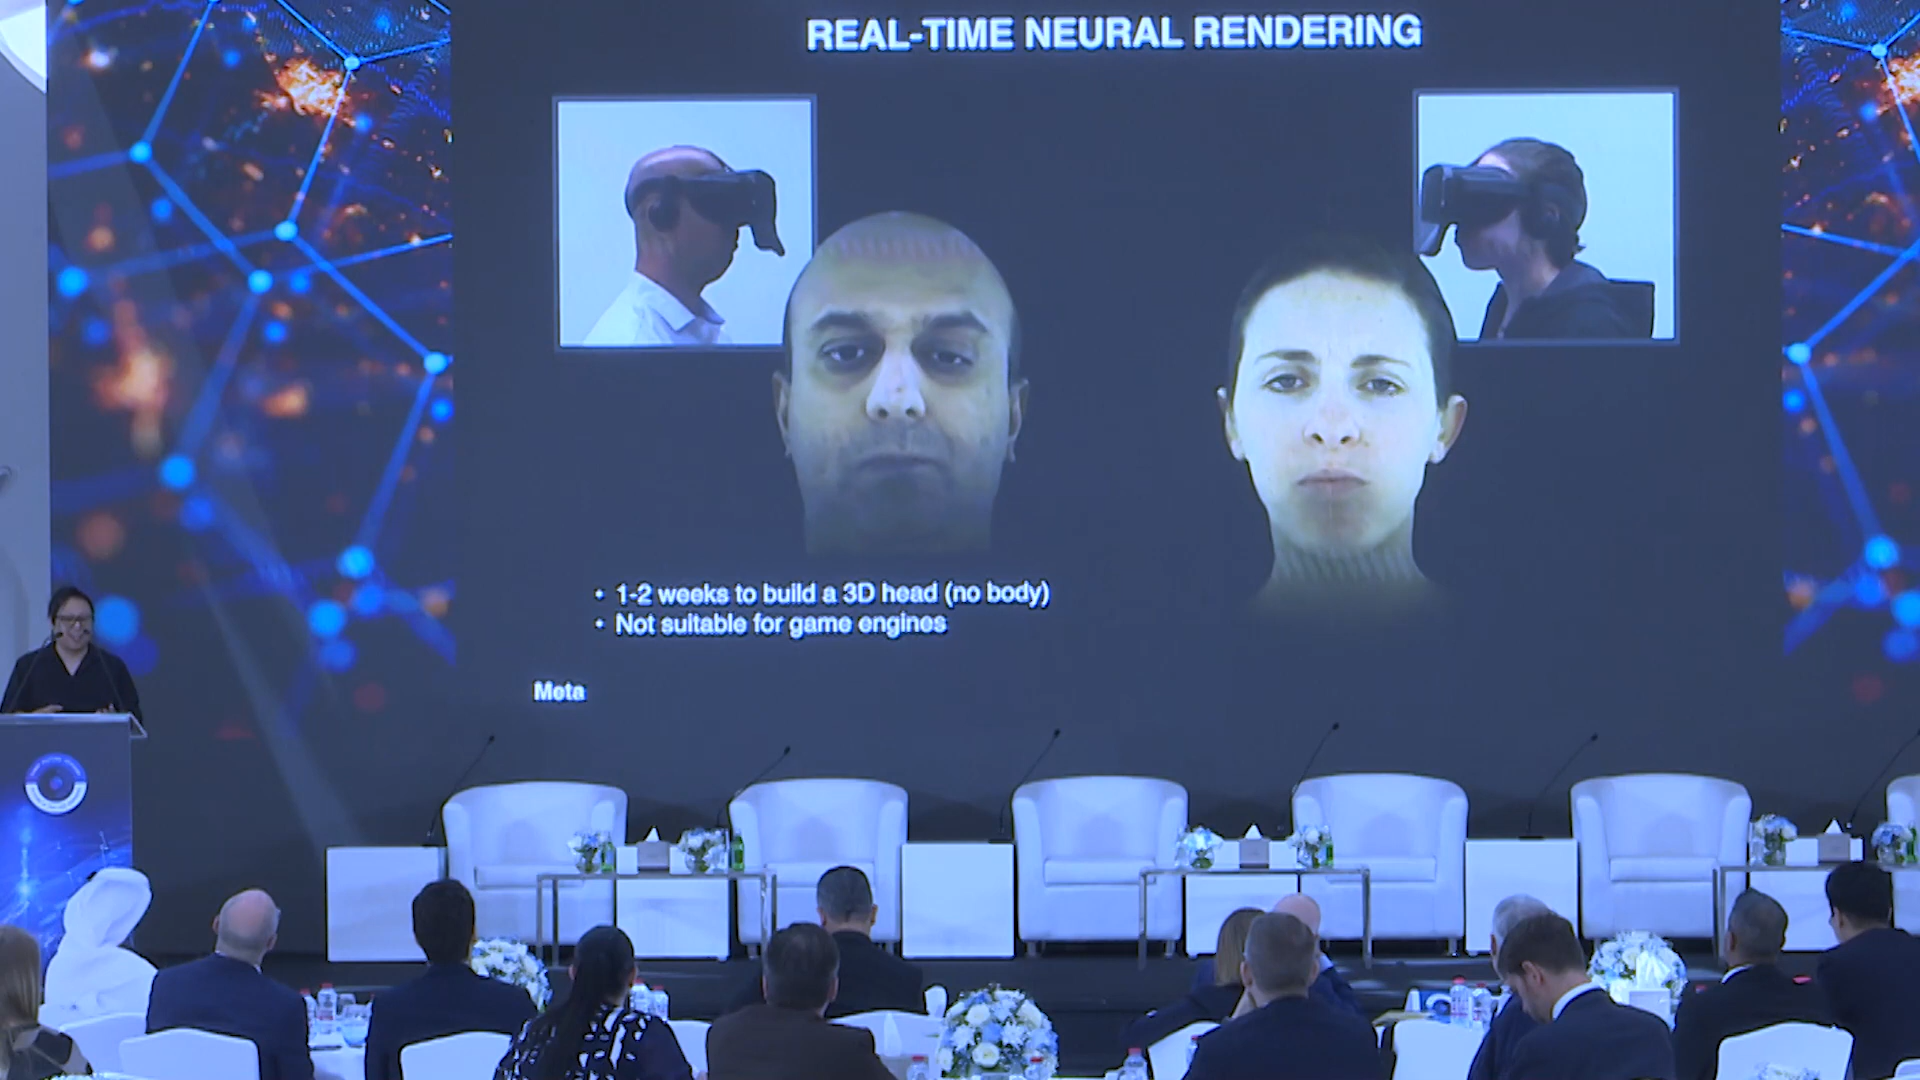 REAL-TIME NEURAL RENDERING
• 1-2 weeks to build a 3D head (no body)
• Not suitable for game engines
Meta